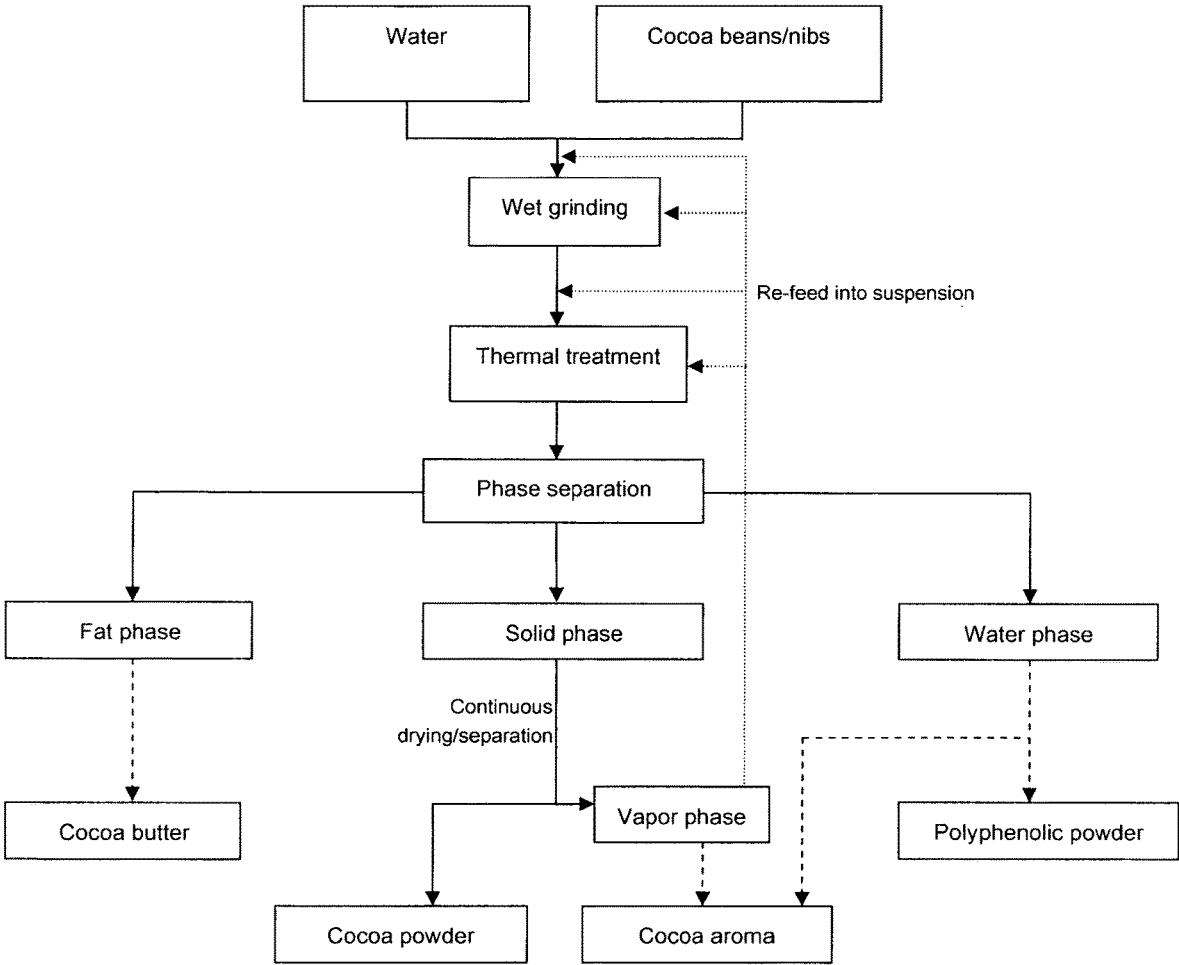 Water
Cocoa beans/nibs
Wet grinding
Re-feed into suspension
Thermal treatment
Phase separation
Fat phase
Solid phase
Water phase
Continuous
drying/separation
Vapor phase
Cocoa butter
Polyphenolic powder
Cocoa powder
Cocoa aroma